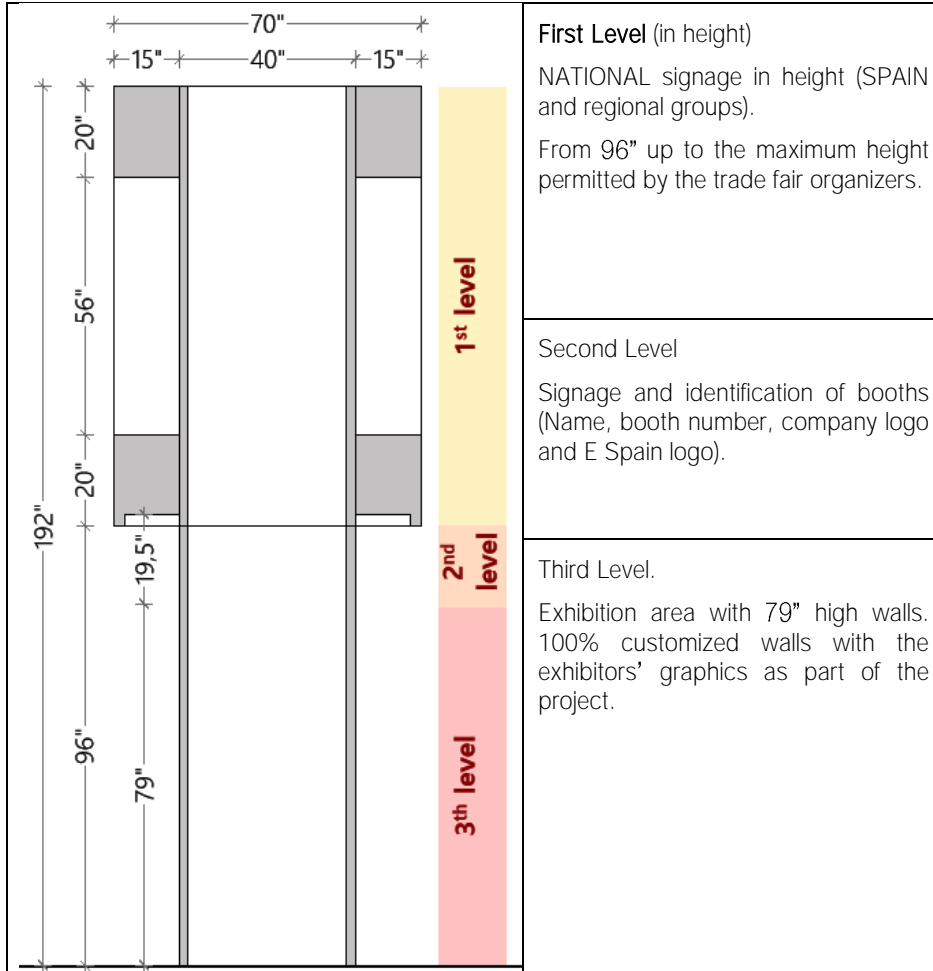 70"
15"
40"
15"
20"
56"
20"
192"
19,5"
96"
79"
1st level
2nd
level
3th level
First Level (in height)
NATIONAL signage in height (SPAIN
and regional groups).
From 96” up to the maximum height
permitted by the trade fair organizers.
Second Level
Signage and identification of booths
(Name, booth number, company logo
and E Spain logo).
Third Level.
Exhibition area with 79” high walls.
100% customized walls with the
exhibitors’ graphics as part of the
project.